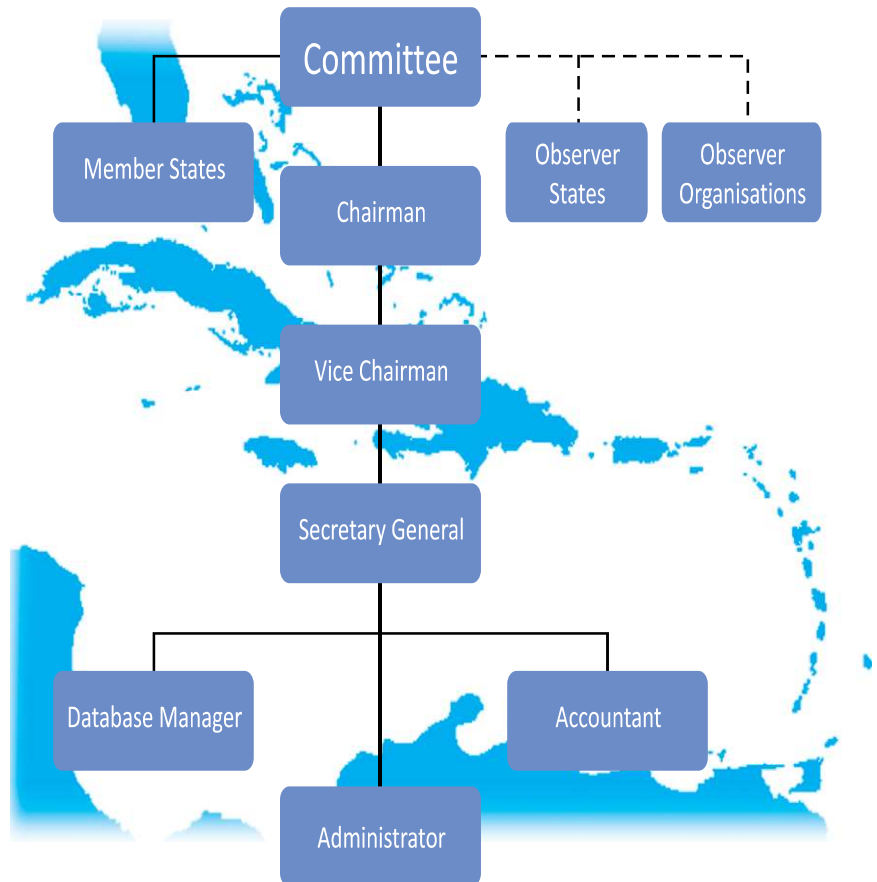 Committee
Member States
Observer
States
Observer
Organisations
Chairman
Vice Chairman
Secretary General
Database Manager
Accountant
Administrator